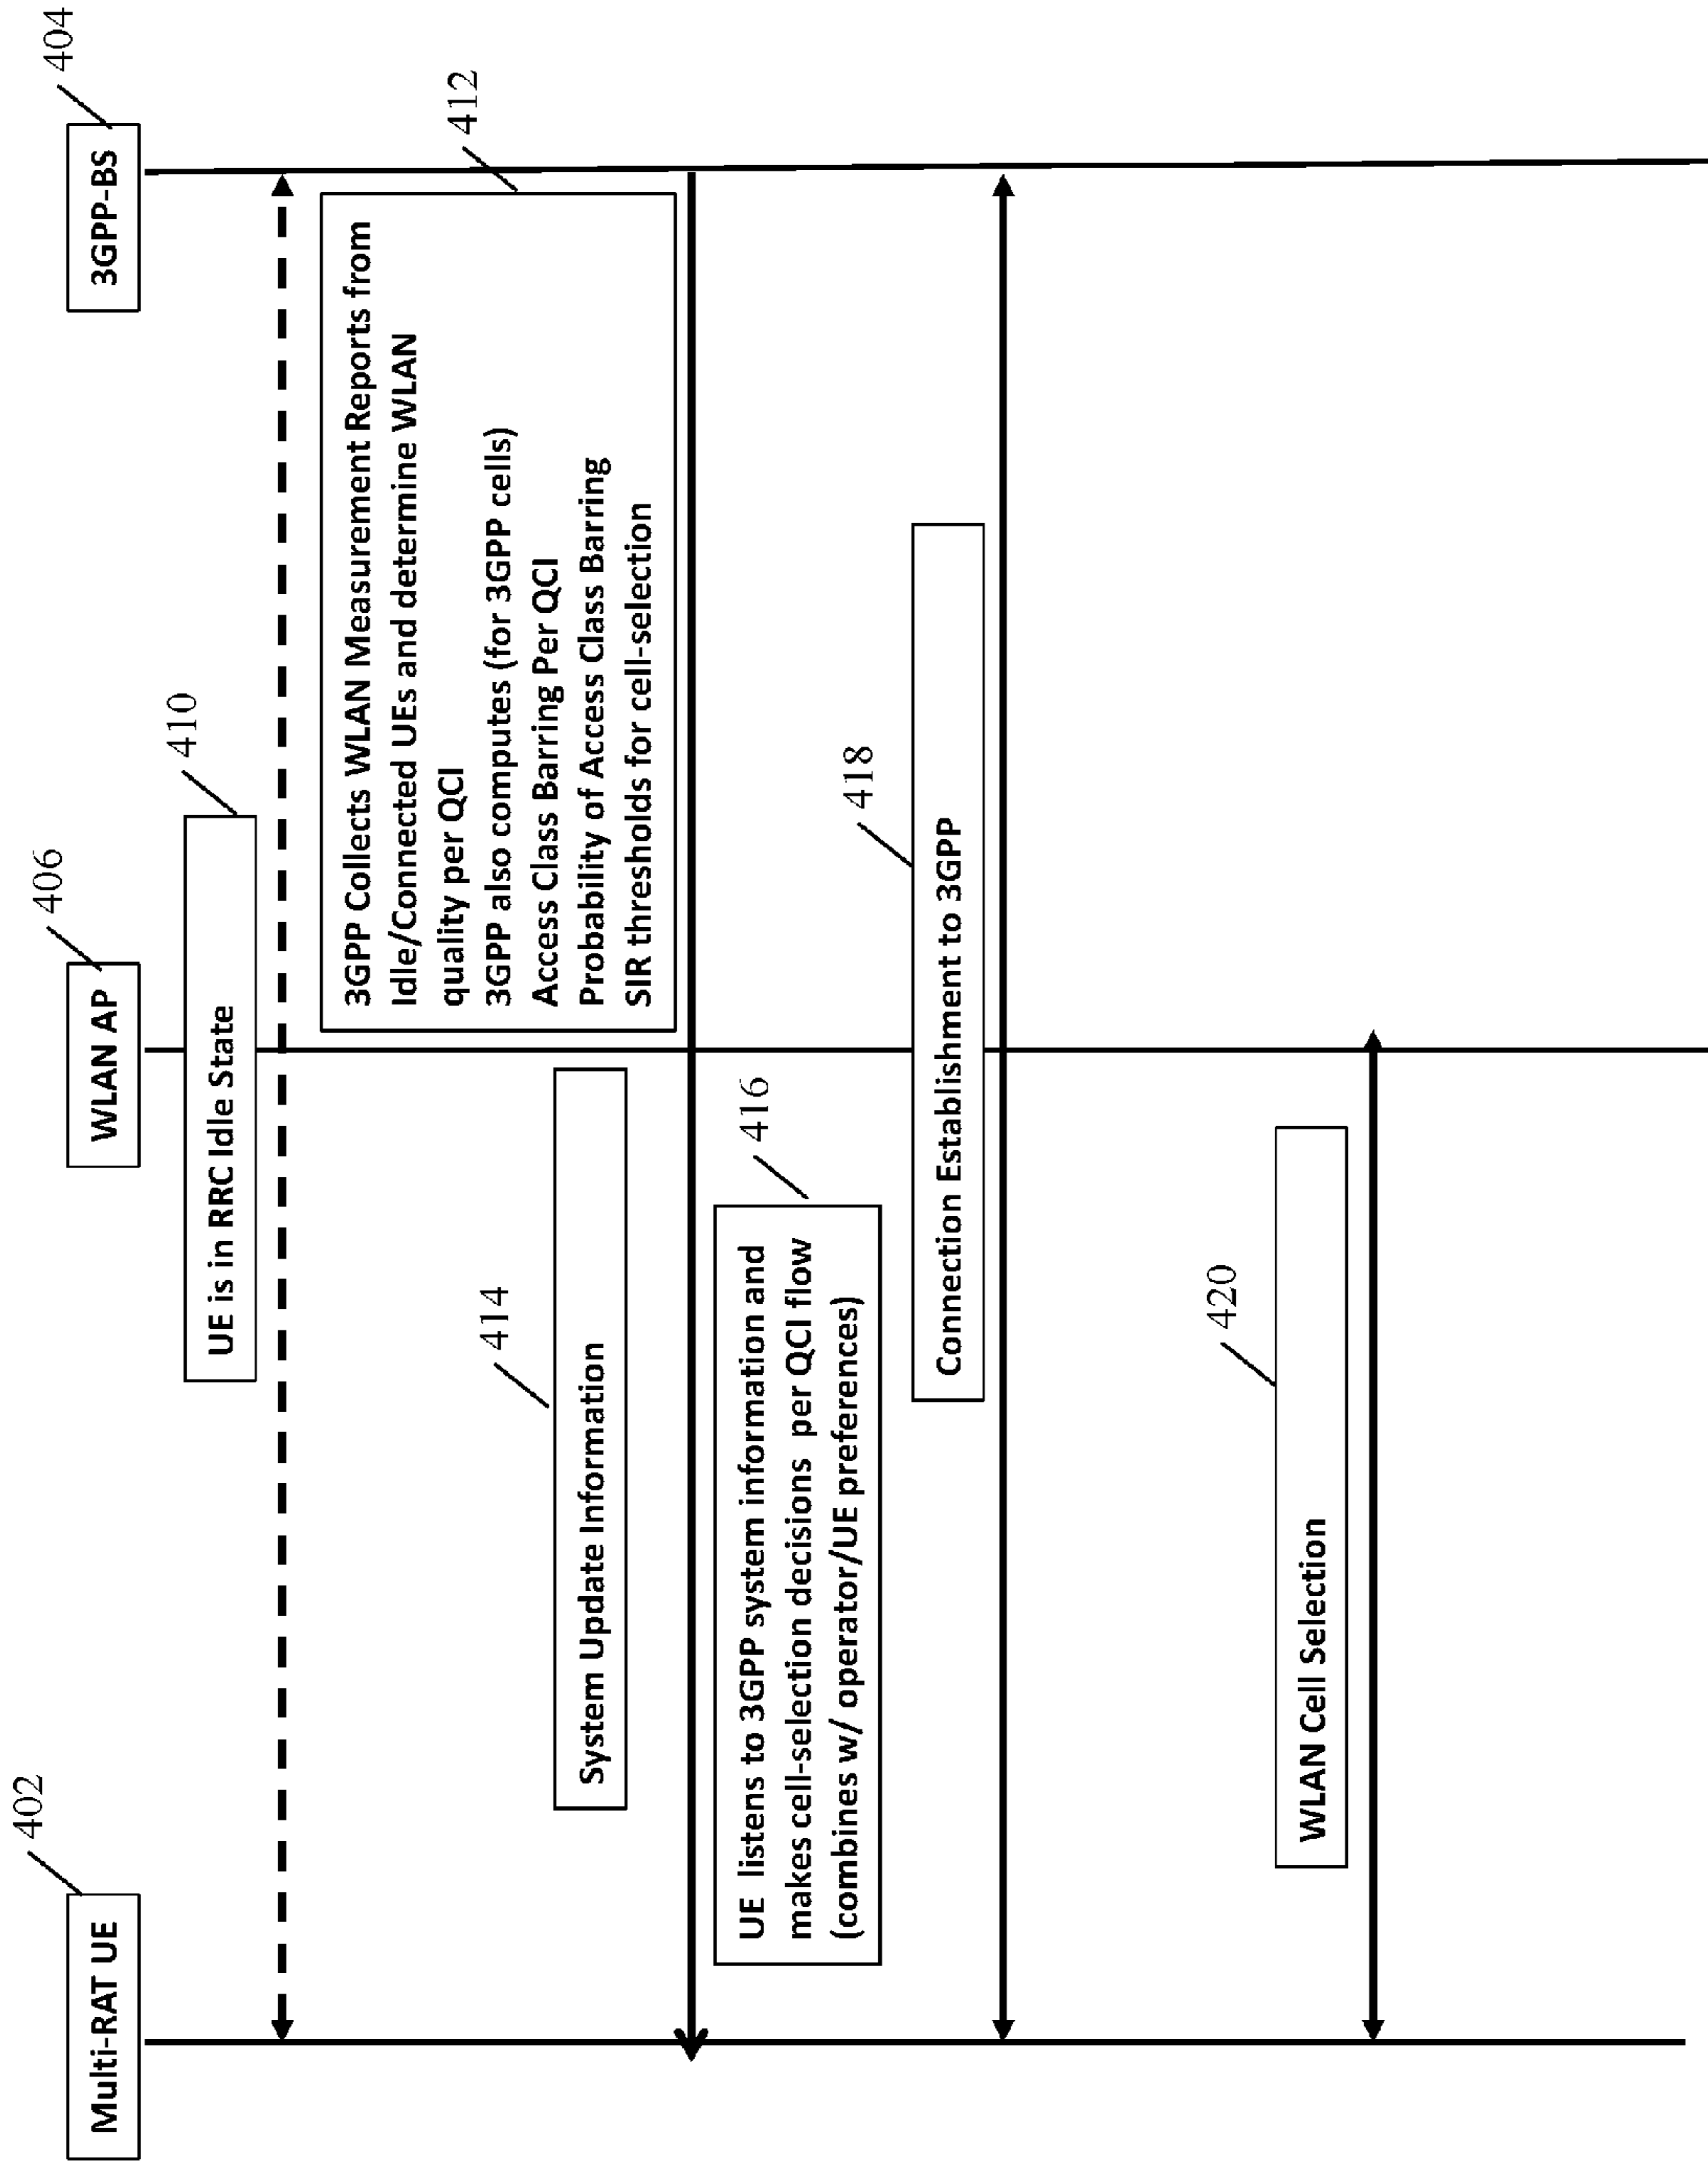 402
Multi-RAT UE
406
WLAN AP
404
3GPP-BS
410
UE is in RRC Idle State
412
3GPP Collects WLAN Measurement Reports from
Idle/Connected UEs and determine WLAN
quality per QCI
3GPP also computes (for 3GPP cells)
Access Class Barring Per QCI
Probability of Access Class Barring
SIR thresholds for cell-selection
414
System Update Information
416
UE listens to 3GPP system information and
makes cell-selection decisions per QCI flow
(combines w/ operator/UE preferences)
418
Connection Establishment to 3GPP
420
WLAN Cell Selection